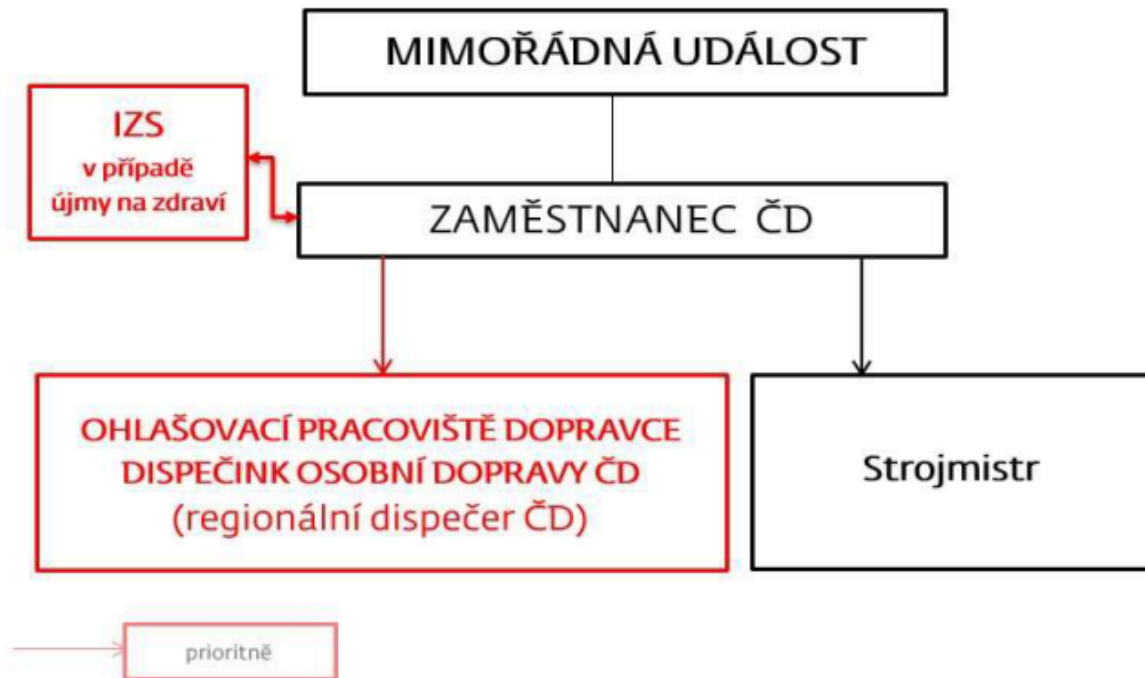 MIMOŘÁDNÁ UDÁLOST
IZS
v případě
újmy na zdraví
ZAMĚSTNANEC ČD
OHLAŠOVACÍ PRACOVIŠTĚ DOPRAVCE
DISPEČINK OSOBNÍ DOPRAVY ČD
(regionální dispečer ČD)
Strojmistr
prioritně